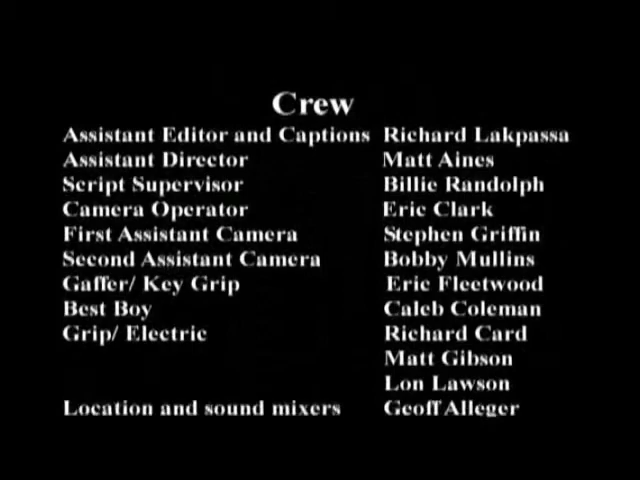 Crew
Assistant Editor and Captions Richard Lakpassa
Assistant Director Matt Aines
Script Supervisor Billie Randolph
Camera Operator Eric Clark
First Assistant Camera Stephen Griffin
Second Assistant Camera Bobby Mullins
Gaffer/ Key Grip Eric Fleetwood
Best Boy Caleb Coleman
Grip/ Electric Richard Card
Matt Gibson
Lon Lawson
Location and sound mixers Geoff Alleger